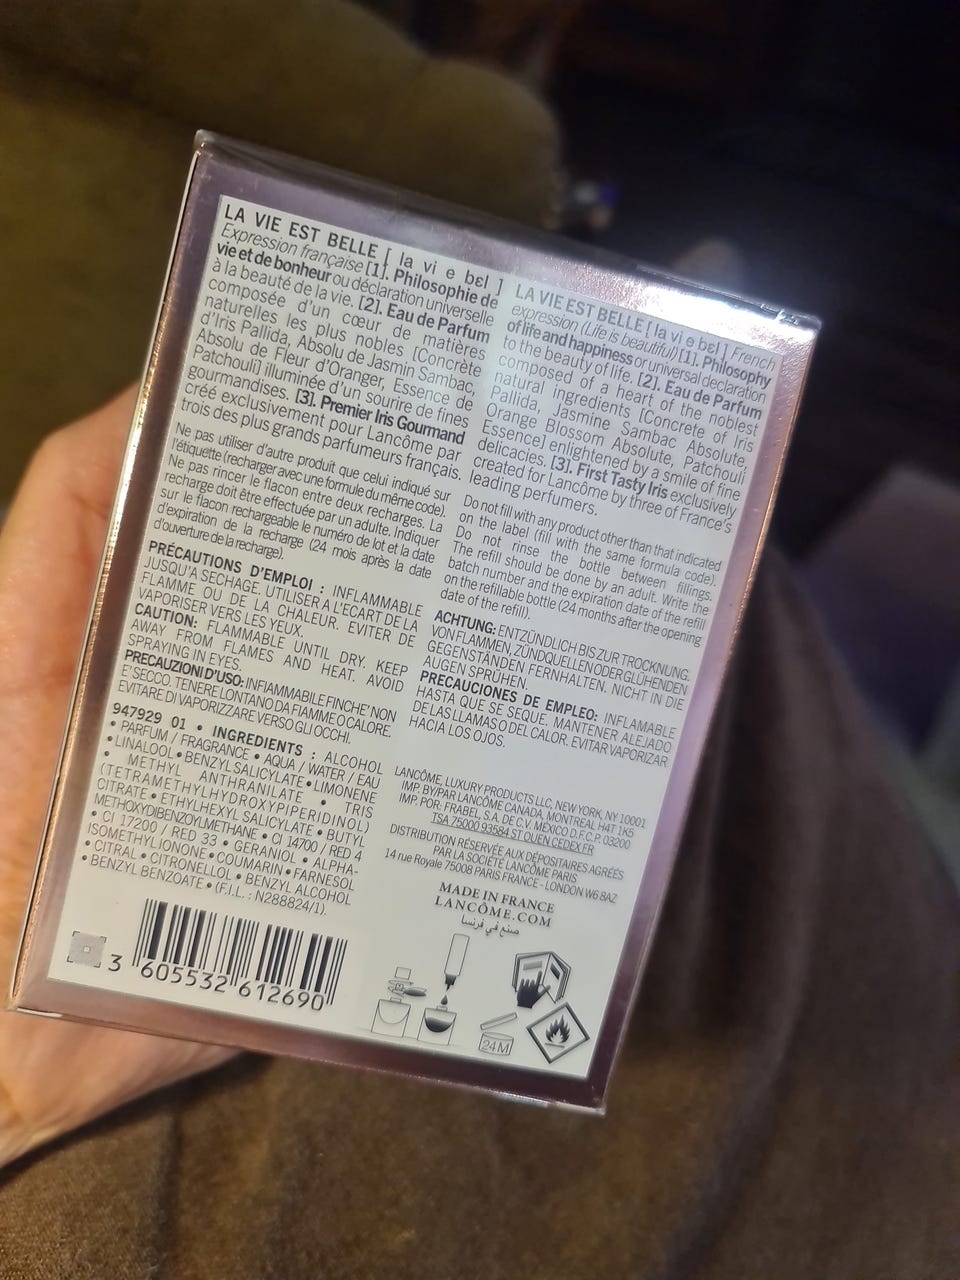 LA VIE EST BELLE [ la vi e bɛl ]
Expression française [1]. Philosophie de
vie et de bonheur ou déclaration universelle
à la beauté de la vie. [2]. Eau de Parfum
composée d'un cœur de matières
naturelles les plus nobles [Concrète
d'Iris Pallida, Absolu de Jasmin Sambac,
Absolu de Fleur d'Oranger, Essence de
Patchouli] illuminée d'un sourire de fines
gourmandises. [3]. Premier Iris Gourmand
créé exclusivement pour Lancôme par
trois des plus grands parfumeurs français.
Ne pas utiliser d'autre produit que celui indiqué sur
l'étiquette (recharger avec une formule du même code).
Ne pas rincer le flacon entre deux recharges. La
recharge doit être effectuée par un adulte. Indiquer
sur le flacon rechargeable le numéro de lot et la date
d'expiration de la recharge (24 mois après la date
d'ouverture de la recharge).
PRÉCAUTIONS D'EMPLOI : INFLAMMABLE
JUSQU'A SECHAGE. UTILISER A L'ECART DE LA
FLAMME OU DE LA CHALEUR. EVITER DE
VAPORISER VERS LES YEUX.
CAUTION: FLAMMABLE UNTIL DRY. KEEP
AWAY FROM FLAMES AND HEAT. AVOID
SPRAYING IN EYES.
PRECAUZIONI D'USO: INFIAMMABILE FINCHE' NON
E' SECCO. TENERE LONTANO DA FIAMME O CALORE.
EVITARE DI VAPORIZZARE VERSO GLI OCCHI.
947929 01 • INGREDIENTS : ALCOHOL
• PARFUM / FRAGRANCE • AQUA / WATER / EAU
• LINALOOL • BENZYL SALICYLATE • LIMONENE
• METHYL ANTHRANILATE • TRIS
(TETRAMETHYLHYDROXYPIPERIDINOL)
CITRATE • ETHYLHEXYL SALICYLATE • BUTYL
METHOXYDIBENZOYLMETHANE • CI 14700 / RED 4
• CI 17200 / RED 33 • GERANIOL • ALPHA-
ISOMETHYL IONONE • COUMARIN • FARNESOL
• CITRAL • CITRONELLOL • BENZYL ALCOHOL
• BENZYL BENZOATE • (F.I.L. : N288824/1).
3 605532 612690
LA VIE EST BELLE [ la vi e bɛl ] French
expression (Life is beautiful) [1]. Philosophy
of life and happiness or universal declaration
to the beauty of life. [2]. Eau de Parfum
composed of a heart of the noblest
natural ingredients [Concrete of Iris
Pallida, Jasmine Sambac Absolute,
Orange Blossom Absolute, Patchouli
Essence] enlightened by a smile of fine
delicacies. [3]. First Tasty Iris exclusively
created for Lancôme by three of France's
leading perfumers.
Do not fill with any product other than that indicated
on the label (fill with the same formula code).
Do not rinse the bottle between fillings.
The refill should be done by an adult. Write the
batch number and the expiration date of the refill
on the refillable bottle (24 months after the opening
date of the refill).
ACHTUNG: ENTZÜNDLICH BIS ZUR TROCKNUNG.
VON FLAMMEN, ZÜNDQUELLEN ODER GLÜHENDEN
GEGENSTÄNDEN FERNHALTEN. NICHT IN DIE
AUGEN SPRÜHEN.
PRECAUCIONES DE EMPLEO: INFLAMABLE
HASTA QUE SE SEQUE. MANTENER ALEJADO
DE LAS LLAMAS O DEL CALOR. EVITAR VAPORIZAR
HACIA LOS OJOS.
LANCÔME, LUXURY PRODUCTS LLC, NEW YORK, NY 10001
IMP. BY/PAR LANCÔME CANADA, MONTREAL H4T 1K5
IMP. POR: FRABEL, S.A. DE C.V. MÉXICO D.F. C.P. 03200
TSA 75000 93584 ST OUEN CEDEX FR
DISTRIBUTION RÉSERVÉE AUX DÉPOSITAIRES AGRÉÉS
PAR LA SOCIÉTÉ LANCÔME PARIS
14 rue Royale 75008 PARIS FRANCE - LONDON W6 8AZ
MADE IN FRANCE
LANCÔME.COM
صنع في فرنسا
24M